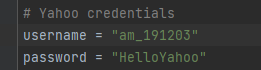 # Yahoo credentials
username = "am_191203"
password = "HelloYahoo"